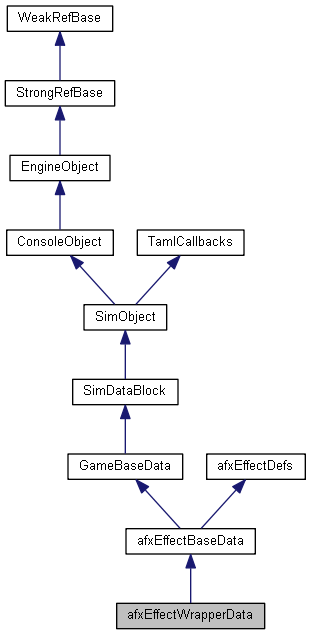 WeakRefBase
StrongRefBase
EngineObject
ConsoleObject
TamlCallbacks
SimObject
SimDataBlock
GameBaseData
afxEffectDefs
afxEffectBaseData
afxEffectWrapperData